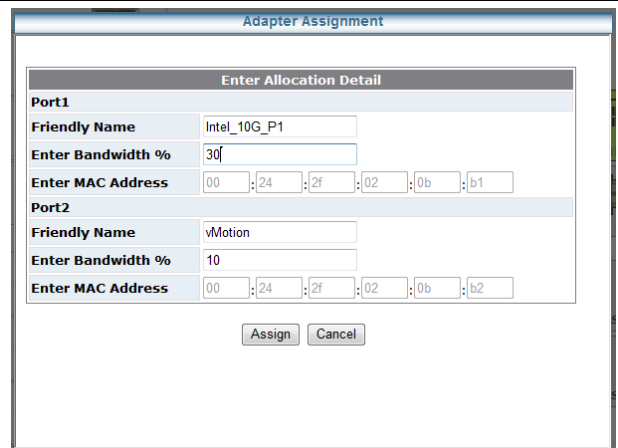 Adapter Assignment
Enter Allocation Detail
Port1
Friendly Name Intel_10G_P1
Enter Bandwidth % 30
Enter MAC Address 00 : 24 : 2f : 02 : 0b : b1
Port2
Friendly Name vMotion
Enter Bandwidth % 10
Enter MAC Address 00 : 24 : 2f : 02 : 0b : b2
Assign Cancel